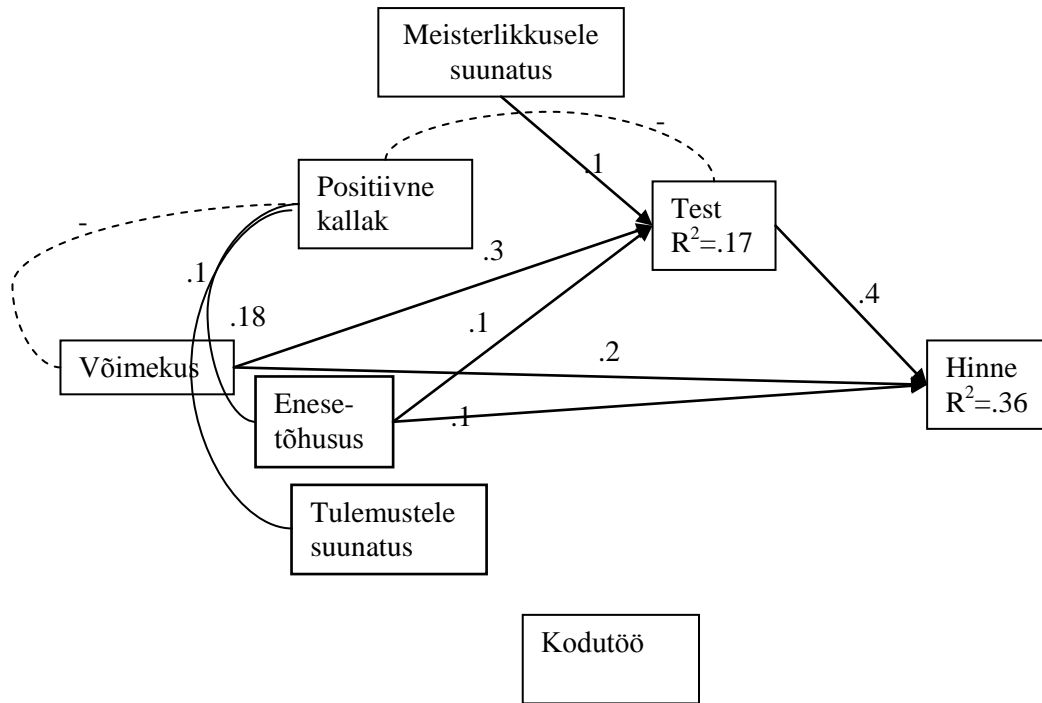 Meisterlikkusele
suunatus
-
-
Positiivne
kallak
.1
Test
R²=.17
.3
.1
.18
.1
.4
Võimekus
.2
Hinne
R²=.36
Enese-
tõhusus
.1
Tulemustele
suunatus
Kodutöö